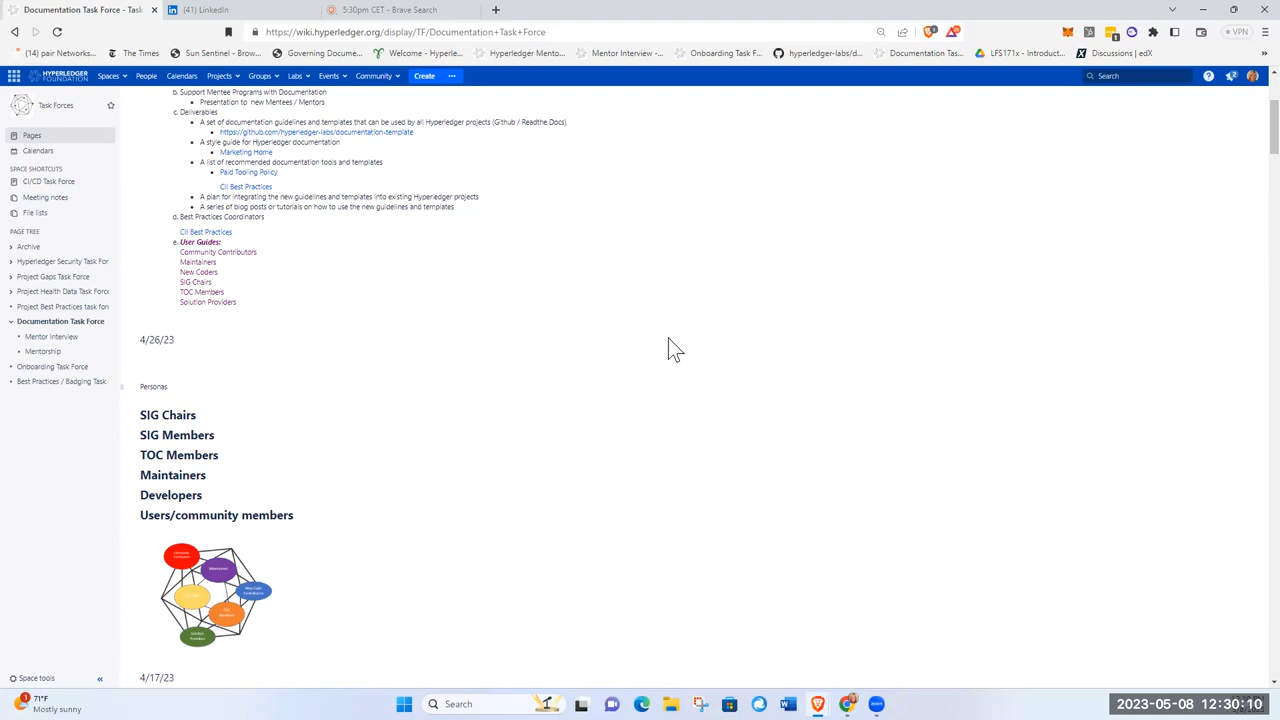 Documentation Task Force - Task
(41) LinkedIn
5:30pm CET - Brave Search
https://wiki.hyperledger.org/display/TF/Documentation+Task+Force
VPN
(14) pair Networks...
The Times
Sun Sentinel - Brow...
Governing Docume...
Welcome - Hyperle...
Hyperledger Mento...
Mentor Interview -...
Onboarding Task F...
hyperledger-labs/d...
LFS171x - Introduct...
Discussions | edX
HYPERLEDGER FOUNDATION
Spaces
People
Calendars
Projects
Groups
Labs
Events
Community
Create
Search
Task Forces
Pages
Calendars
SPACE SHORTCUTS
CI/CD Task Force
Meeting notes
File lists
PAGE TREE
Archive
Hyperledger Security Task For
Project Gaps Task Force
Project Health Data Task Force
Project Best Practices task for
Documentation Task Force
Mentor Interview
Mentorship
Onboarding Task Force
Best Practices / Badging Task
Space tools
b. Support Mentee Programs with Documentation
Presentation to new Mentees / Mentors
c. Deliverables
A set of documentation guidelines and templates that can be used by all Hyperledger projects (Github / Readthe Docs)
https://github.com/hyperledger-labs/documentation-template
A style guide for Hyperledger documentation
Marketing Home
A list of recommended documentation tools and templates
Paid Tooling Policy
CII Best Practices
A plan for integrating the new guidelines and templates into existing Hyperledger projects
A series of blog posts or tutorials on how to use the new guidelines and templates
d. Best Practices Coordinators
CII Best Practices
e. User Guides:
Community Contributors
Maintainers
New Coders
SIG Chairs
TOC Members
Solution Providers
4/26/23
Personas
SIG Chairs
SIG Members
TOC Members
Maintainers
Developers
Users/community members
Maintainers
Solution
Providers
4/17/23
71°F
Mostly sunny
Search
2023-05-08 12:30:10